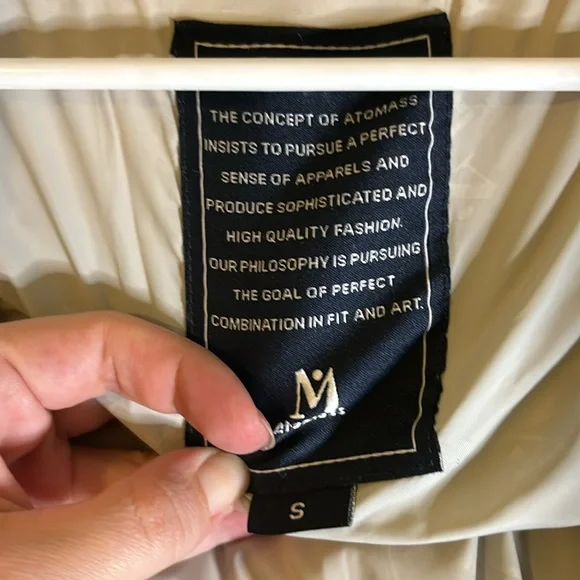 THE CONCEPT OF ATOMASS
INSISTS TO PURSUE A PERFECT
SENSE OF APPARELS AND
PRODUCE SOPHISTICATED AND
HIGH QUALITY FASHION.
OUR PHILOSOPHY IS PURSUING
THE GOAL OF PERFECT
COMBINATION IN FIT AND ART.
M
S